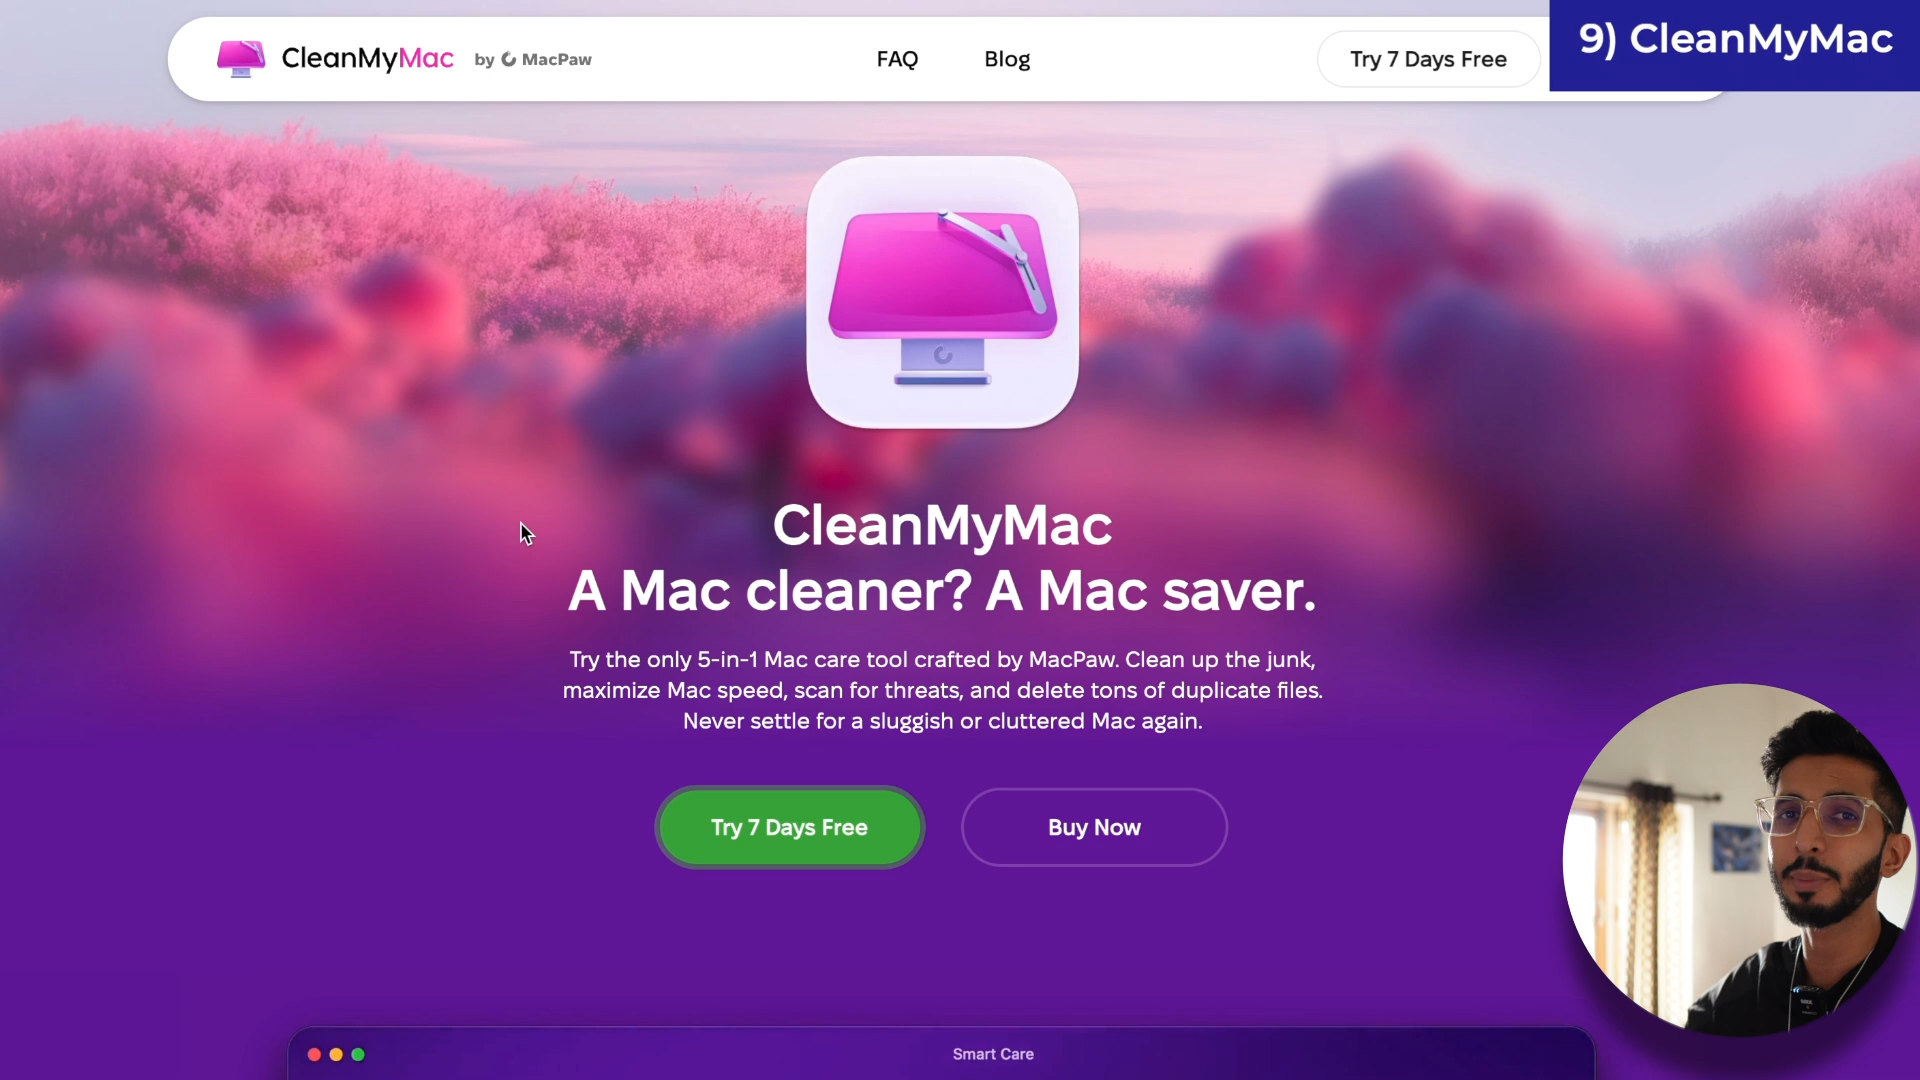 CleanMyMac by MacPaw
FAQ
Blog
Try 7 Days Free
9) CleanMyMac
CleanMyMac
A Mac cleaner? A Mac saver.
Try the only 5-in-1 Mac care tool crafted by MacPaw. Clean up the junk,
maximize Mac speed, scan for threats, and delete tons of duplicate files.
Never settle for a sluggish or cluttered Mac again.
Try 7 Days Free
Buy Now
Smart Care